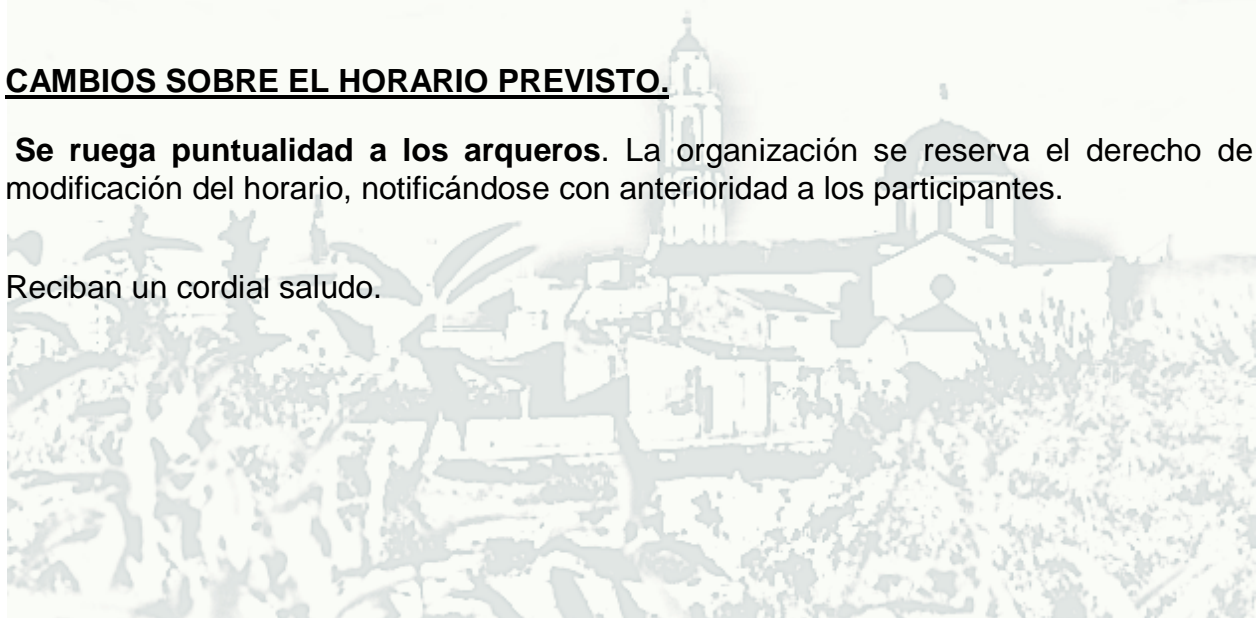 CAMBIOS SOBRE EL HORARIO PREVISTO.
Se ruega puntualidad a los arqueros. La organización se reserva el derecho de
modificación del horario, notificándose con anterioridad a los participantes.
Reciban un cordial saludo.